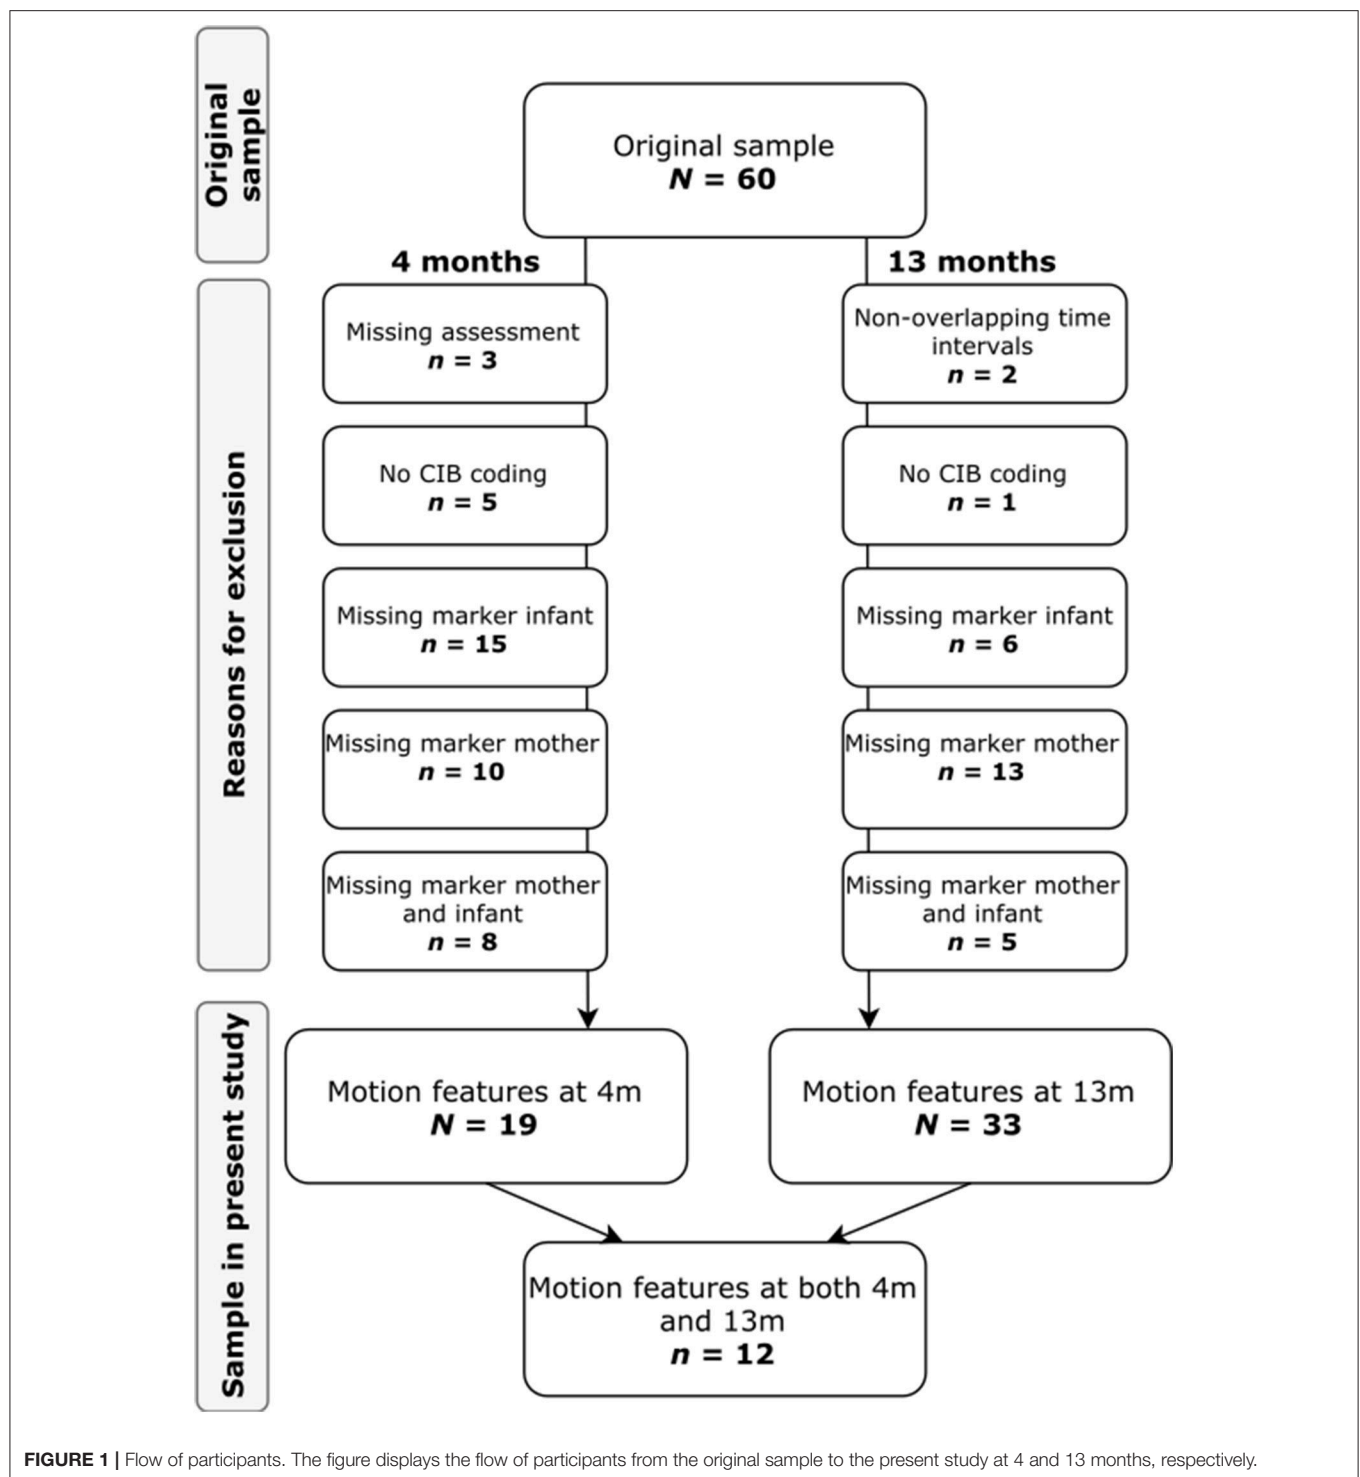 Original
sample
Original sample
N = 60
4 months
13 months
Reasons for exclusion
Missing assessment
n = 3
Non-overlapping time
intervals
n = 2
No CIB coding
n = 5
No CIB coding
n = 1
Missing marker infant
n = 15
Missing marker infant
n = 6
Missing marker mother
n = 10
Missing marker mother
n = 13
Missing marker mother
and infant
n = 8
Missing marker mother
and infant
n = 5
Sample in present study
Motion features at 4m
N = 19
Motion features at 13m
N = 33
Motion features at both 4m
and 13m
n = 12
FIGURE 1 | Flow of participants. The figure displays the flow of participants from the original sample to the present study at 4 and 13 months, respectively.